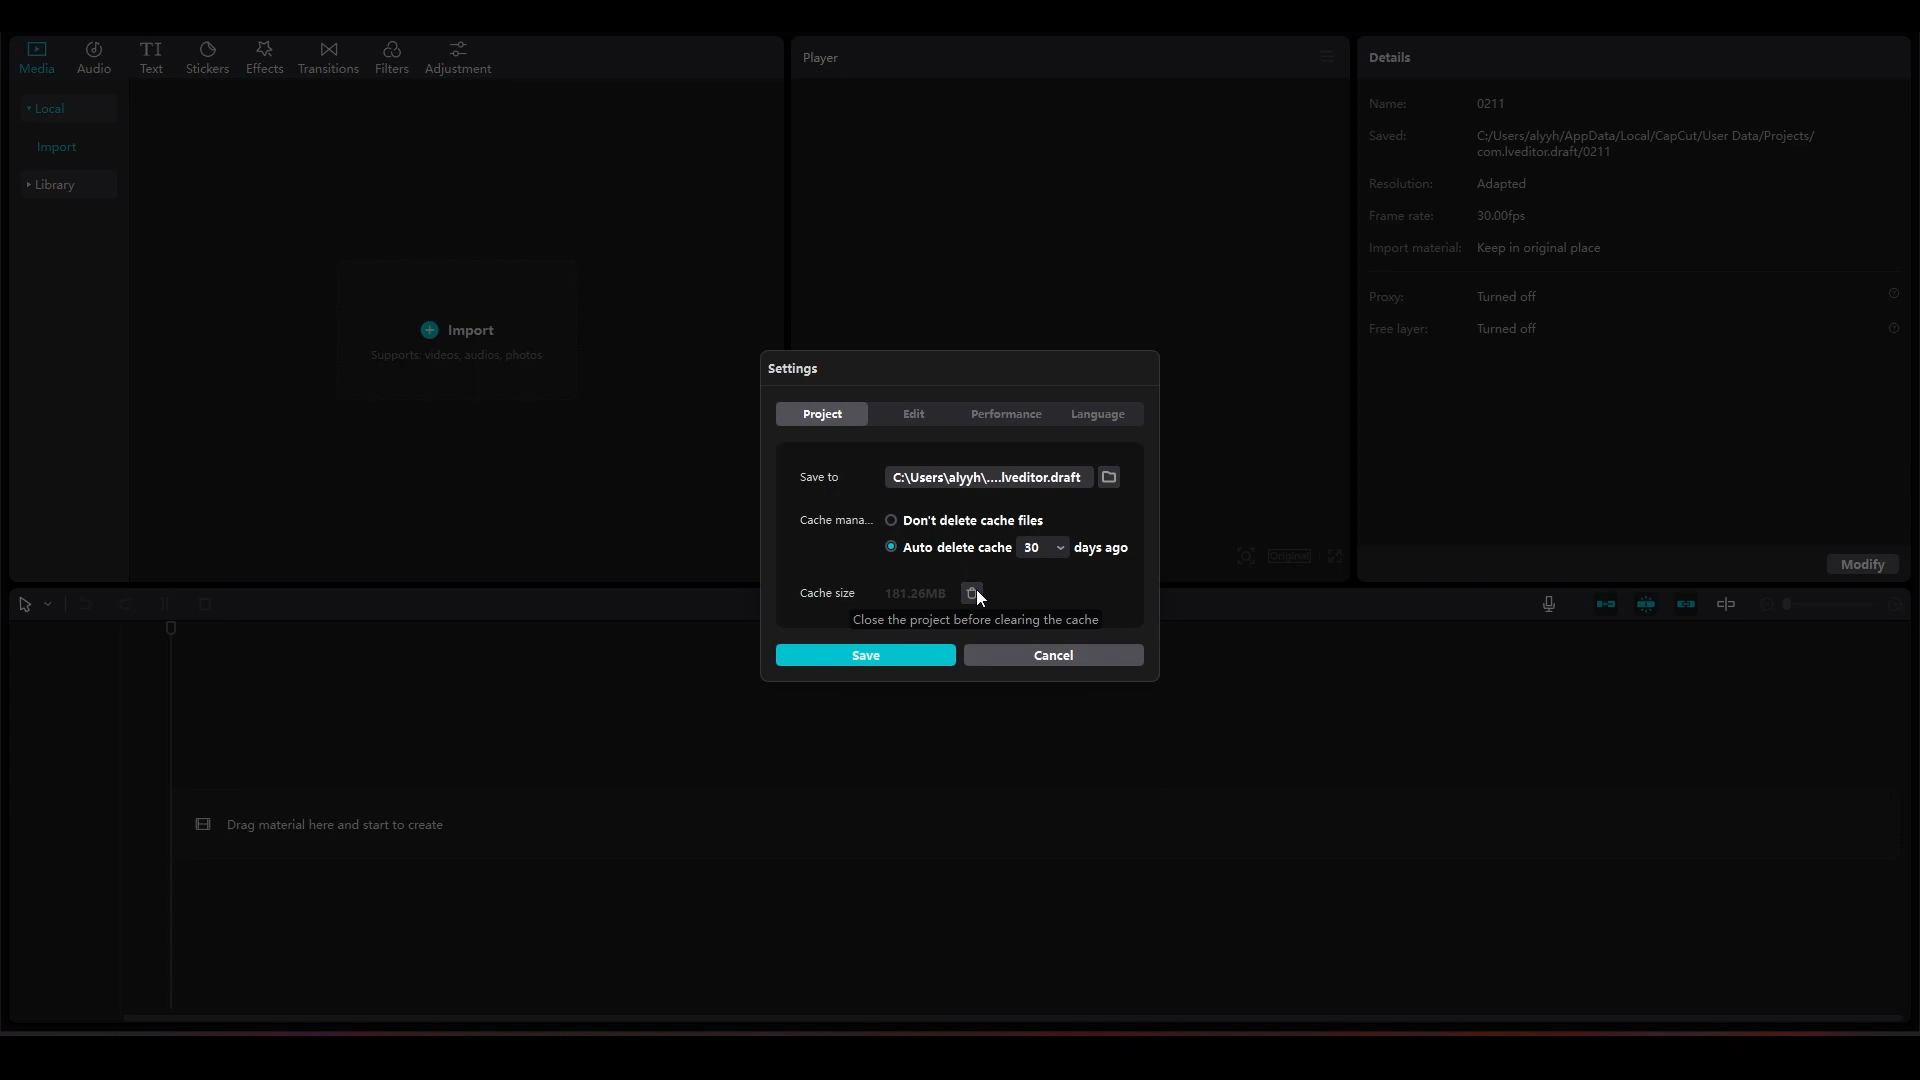 Media
Audio
TI
Text
Stickers
Effects
Transitions
Filters
Adjustment
Local
Import
Library
Import
Supports: videos, audios, photos
Player
Original
Details
Name: 0211
Saved: C:/Users/alyyh/AppData/Local/CapCut/User Data/Projects/
com.lveditor.draft/0211
Resolution: Adapted
Frame rate: 30.00fps
Import material: Keep in original place
Proxy: Turned off
Free layer: Turned off
Modify
Settings
Project Edit Performance Language
Save to C:\Users\alyyh\....lveditor.draft
Cache mana... Don't delete cache files
Auto delete cache 30 days ago
Cache size 181.26MB
Close the project before clearing the cache
Save Cancel
Drag material here and start to create